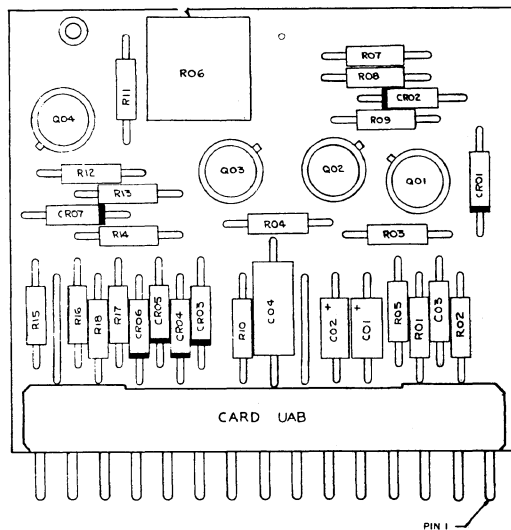 R07
R08
CR02
R09
R06
R11
Q04
Q03
Q02
Q01
CR01
R12
R13
CR07
R14
R04
R03
R15
R16
R18
R17
CR06
CR05
CR04
CR03
R10
C04
+
C02
+
C01
R05
R01
C03
R02
CARD UAB
PIN 1